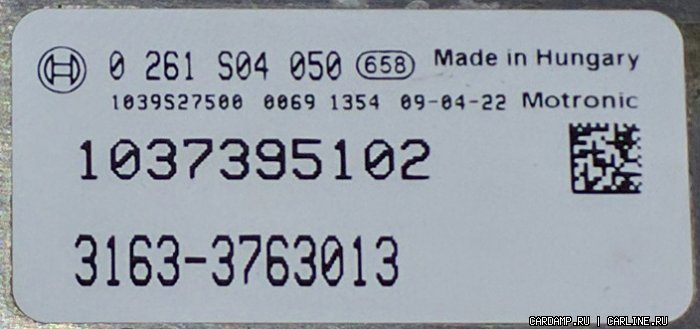 0 261 S04 050 658 Made in Hungary
1039S27500 0069 1354 09-04-22 Motronic
1037395102
3163-3763013
CARDAMP.RU | CARLINE.RU